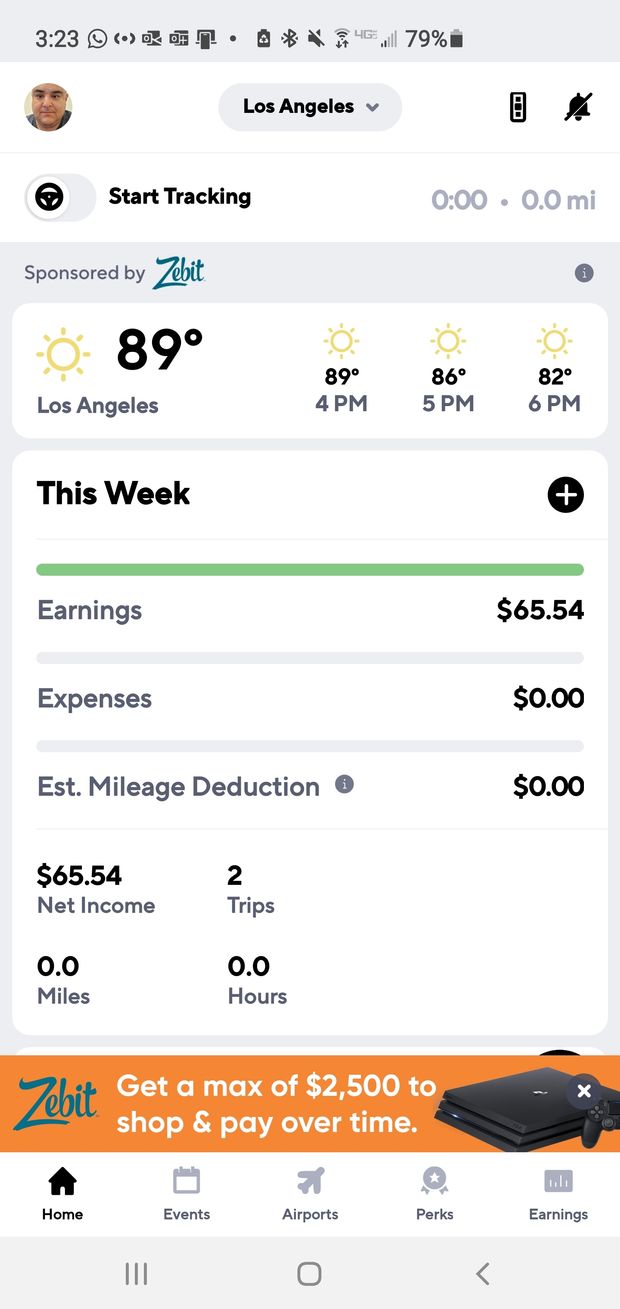 3:23 4GE 79%
Los Angeles
Start Tracking 0:00 • 0.0 mi
Sponsored by Zebit
89°
Los Angeles
89° 86° 82°
4 PM 5 PM 6 PM
This Week
Earnings $65.54
Expenses $0.00
Est. Mileage Deduction $0.00
$65.54 2
Net Income Trips
0.0 0.0
Miles Hours
Zebit
Get a max of $2,500 to
shop & pay over time.
Home Events Airports Perks Earnings